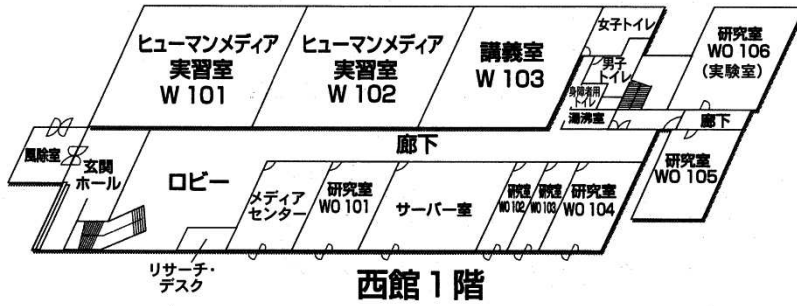 ヒューマンメディア
実習室
W 101
ヒューマンメディア
実習室
W 102
講義室
W 103
女子トイレ
男子
トイレ
身障者用
トイレ
湯沸室
研究室
WO 106
(実験室)
廊下
研究室
WO 105
風除室
玄関
ホール
ロビー
廊下
メディア
センター
研究室
WO 101
サーバー室
研究室
WO 102
研究室
WO 103
研究室
WO 104
リサーチ・
デスク
西館1階